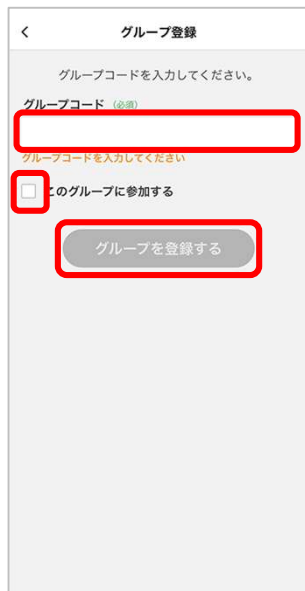 グループ登録
グループコードを入力してください。
グループコード (必須)
グループコードを入力してください
このグループに参加する
グループを登録する